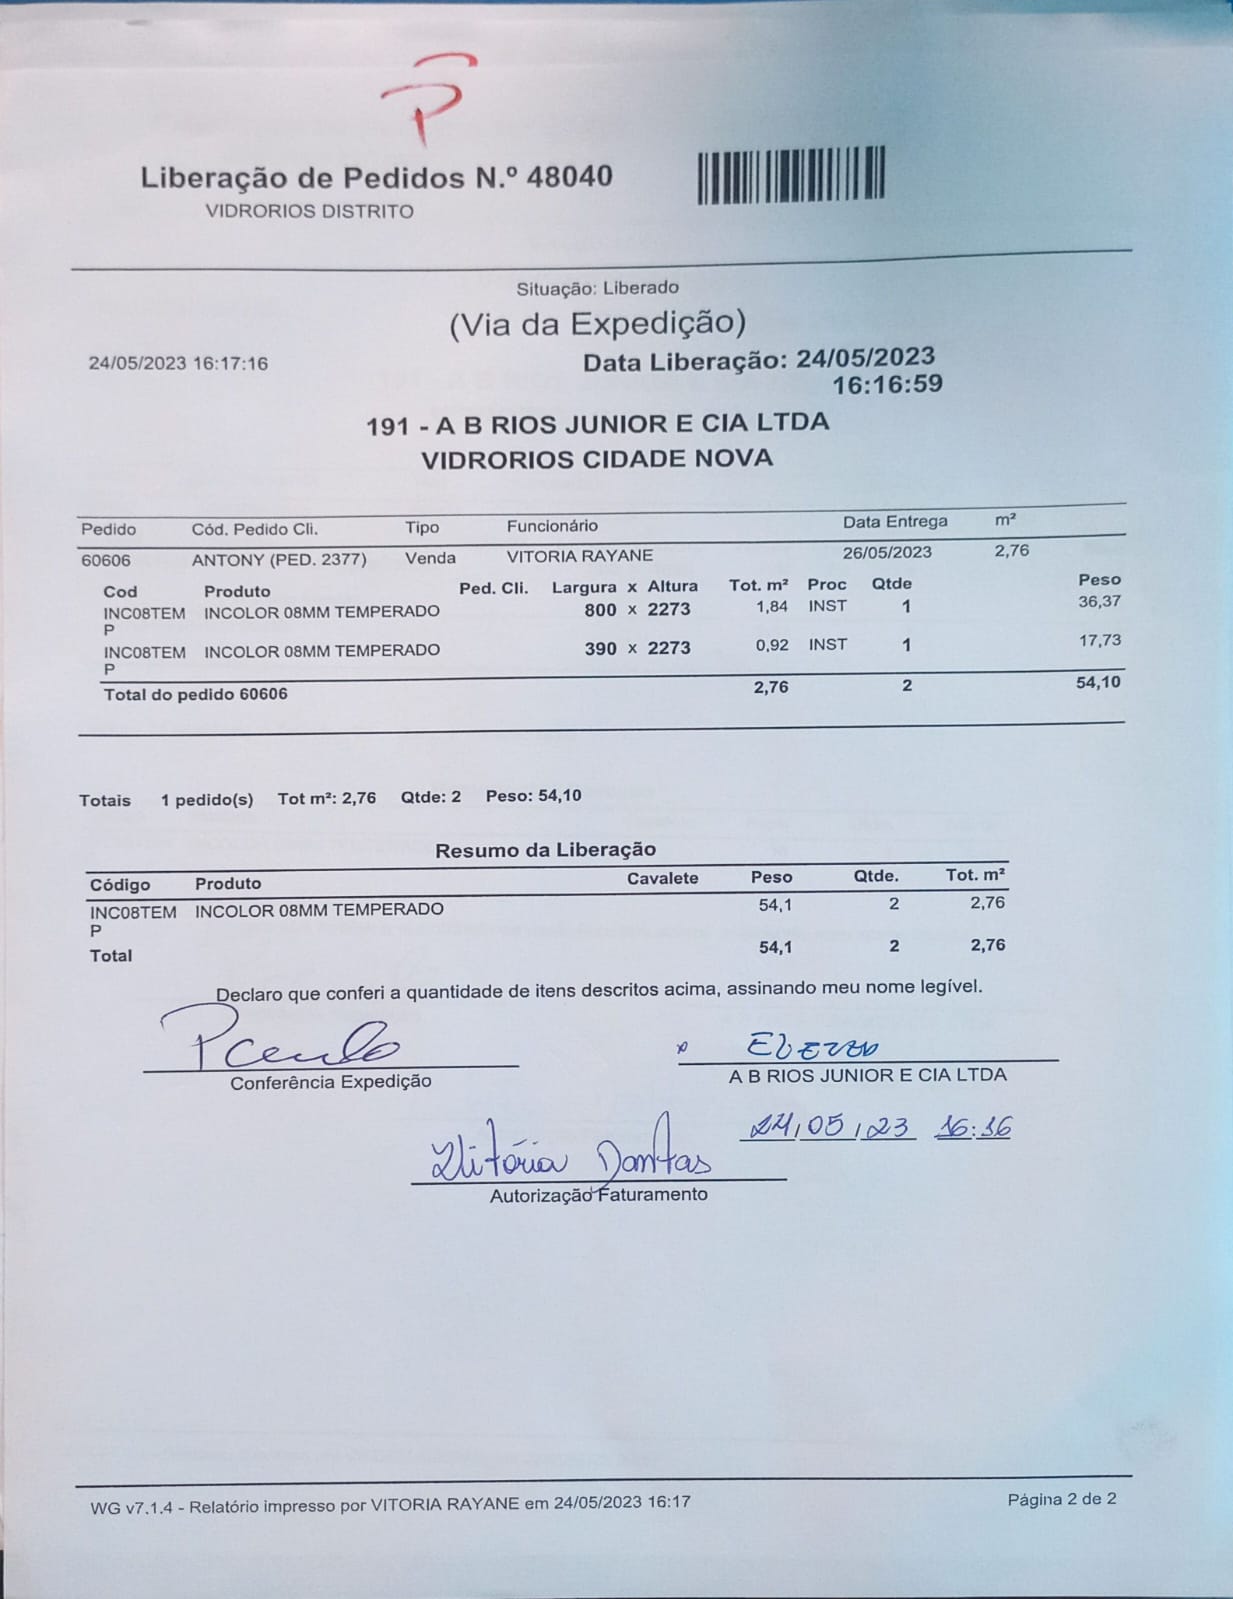 Liberação de Pedidos N.º 48040
VIDRORIOS DISTRITO
Situação: Liberado
(Via da Expedição)
24/05/2023 16:17:16 Data Liberação: 24/05/2023
16:16:59
191 - A B RIOS JUNIOR E CIA LTDA
VIDRORIOS CIDADE NOVA
Pedido Cód. Pedido Cli. Tipo Funcionário Data Entrega m²
60606 ANTONY (PED. 2377) Venda VITORIA RAYANE 26/05/2023 2,76
Cod Produto Ped. Cli. Largura x Altura Tot. m² Proc Qtde Peso
INC08TEM INCOLOR 08MM TEMPERADO 800 x 2273 1,84 INST 1 36,37
P
INC08TEM INCOLOR 08MM TEMPERADO 390 x 2273 0,92 INST 1 17,73
P
Total do pedido 60606 2,76 2 54,10
Totais 1 pedido(s) Tot m²: 2,76 Qtde: 2 Peso: 54,10
Resumo da Liberação
Código Produto Cavalete Peso Qtde. Tot. m²
INC08TEM INCOLOR 08MM TEMPERADO 54,1 2 2,76
P
Total 54,1 2 2,76
Declaro que conferi a quantidade de itens descritos acima, assinando meu nome legível.
Conferência Expedição
A B RIOS JUNIOR E CIA LTDA
24/05/23 16:16
Vitória Dantas
Autorização Faturamento
WG v7.1.4 - Relatório impresso por VITORIA RAYANE em 24/05/2023 16:17 Página 2 de 2